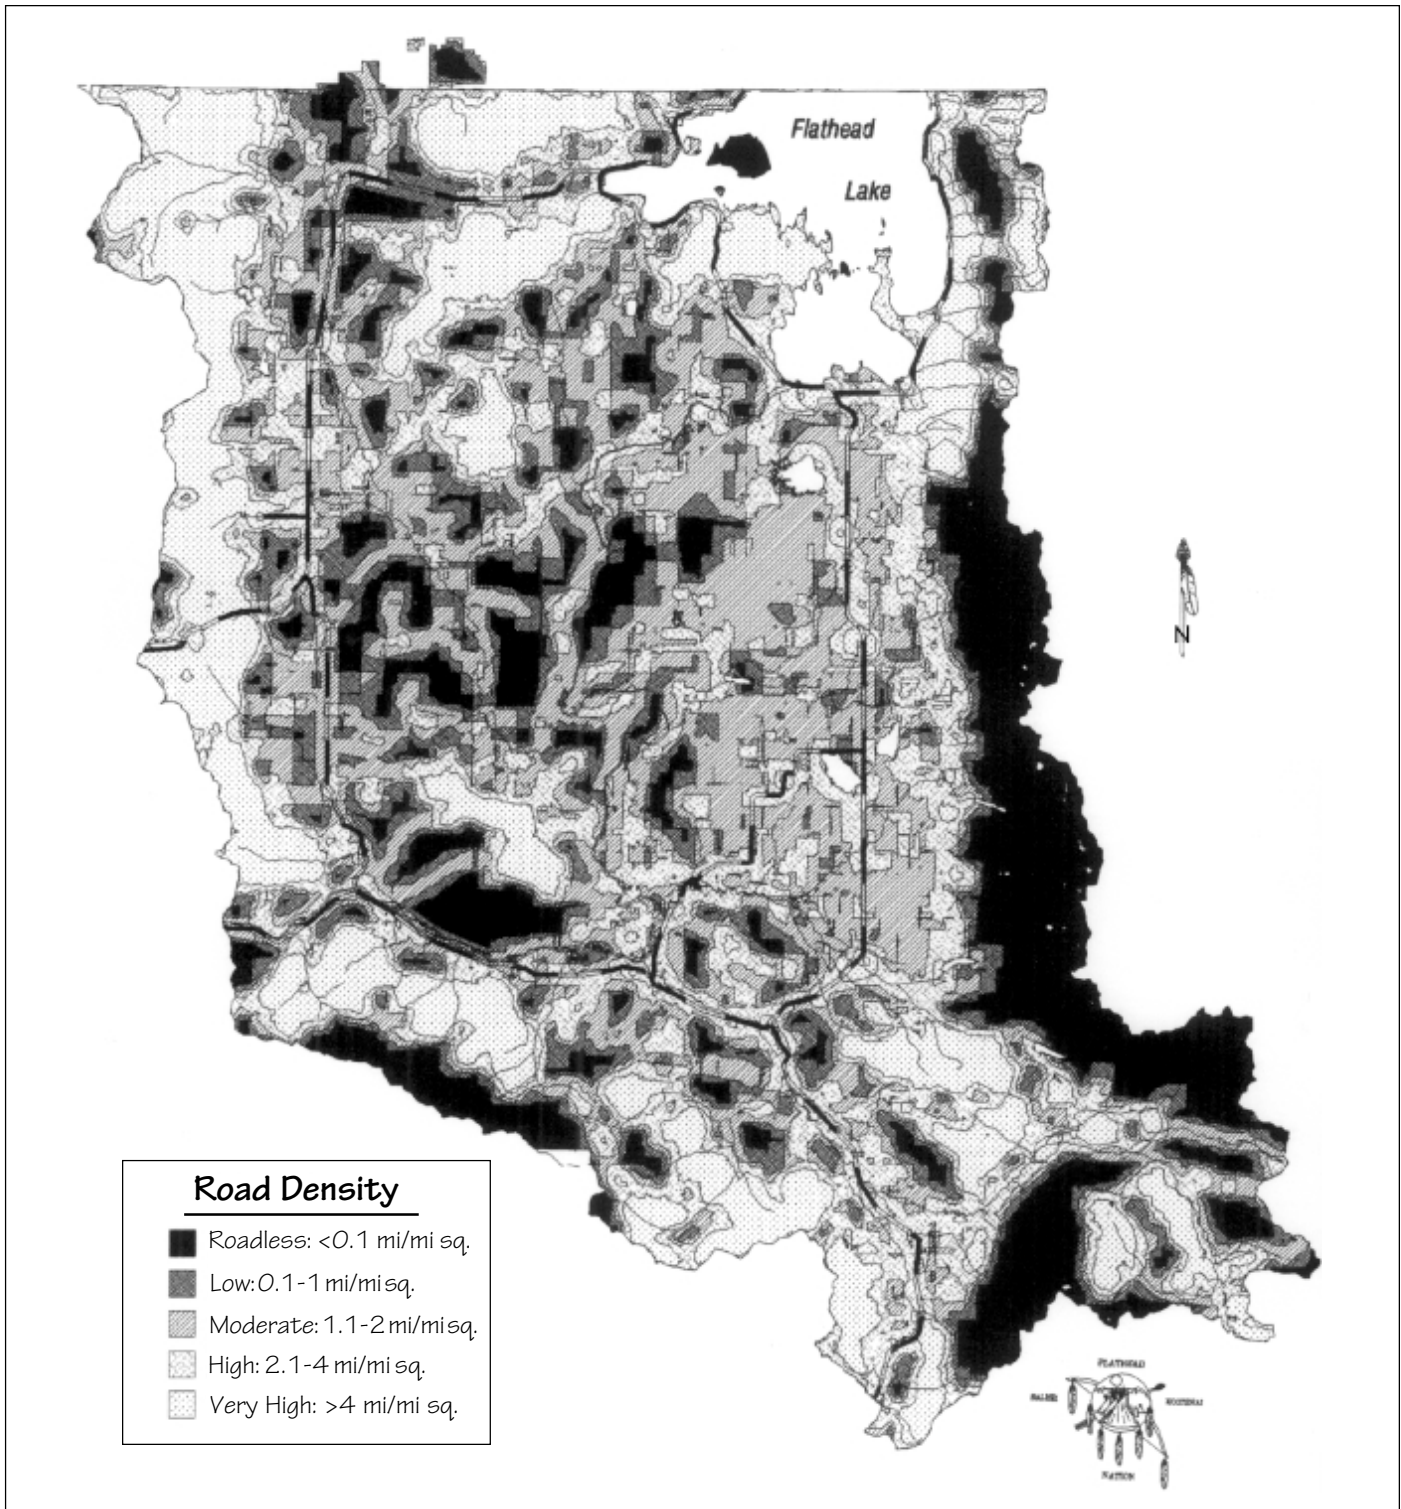 Flathead
Lake
N
Road Density
Roadless: <0.1 mi/mi sq.
Low: 0.1-1 mi/mi sq.
Moderate: 1.1-2 mi/mi sq.
High: 2.1-4 mi/mi sq.
Very High: >4 mi/mi sq.
FLATHEAD
SALISH
KOOTENAI
NATION